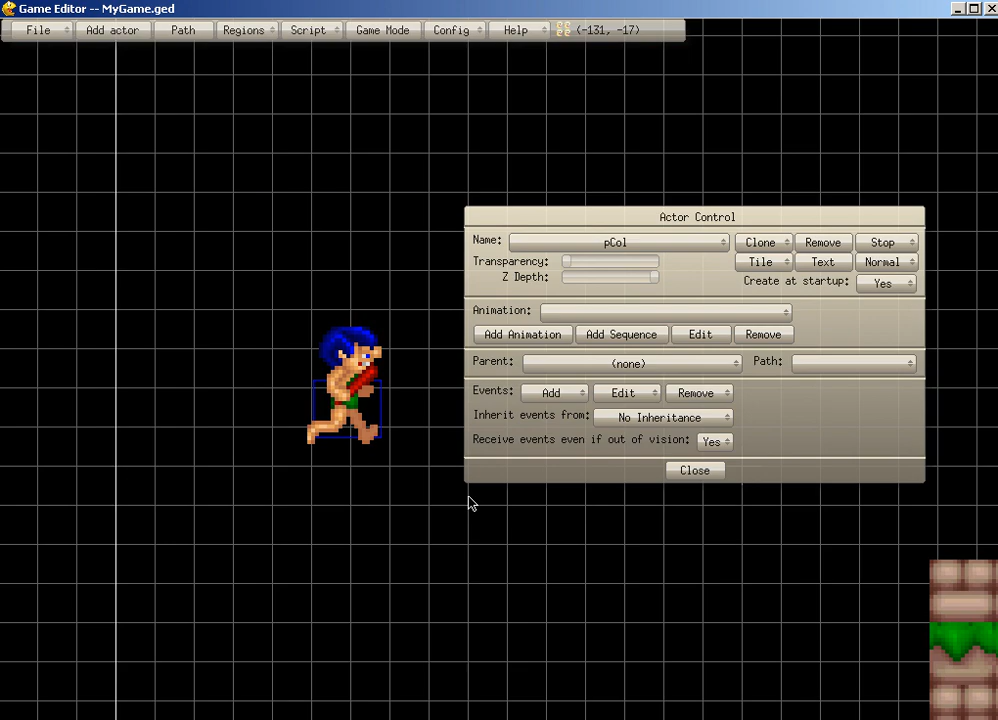 Game Editor -- MyGame.ged
File Add actor Path Regions Script Game Mode Config Help (-131, -17)
Actor Control
Name: pCol Clone Remove Stop
Transparency: Tile Text Normal
Z Depth: Create at startup: Yes
Animation:
Add Animation Add Sequence Edit Remove
Parent: (none) Path:
Events: Add Edit Remove
Inherit events from: No Inheritance
Receive events even if out of vision: Yes
Close